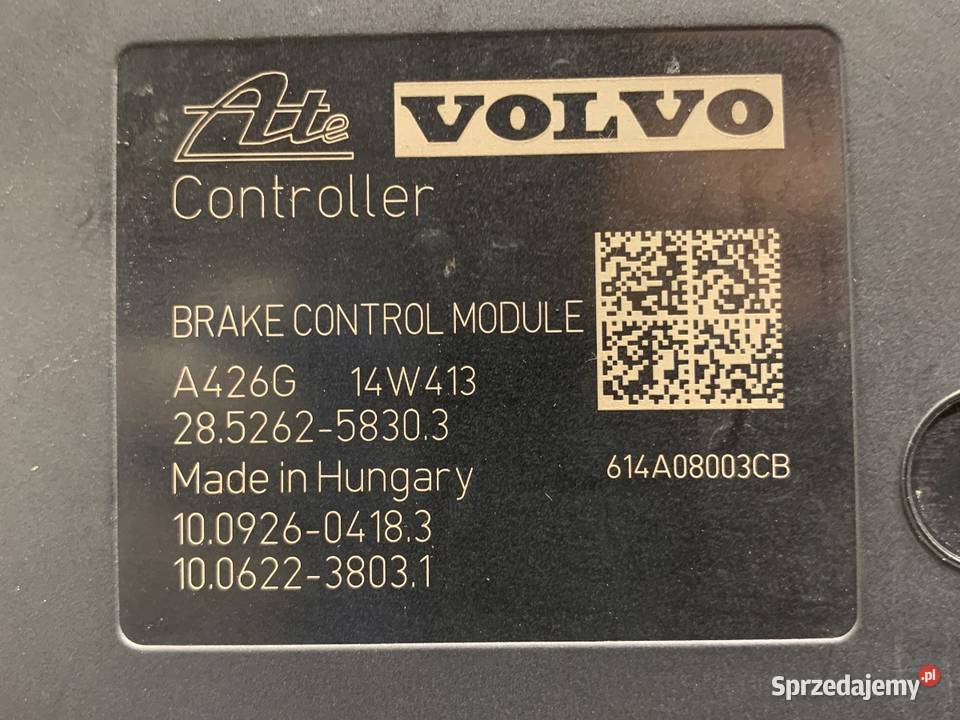 Ate VOLVO
Controller
BRAKE CONTROL MODULE
A426G 14W413
28.5262-5830.3
Made in Hungary
614A08003CB
10.0926-0418.3
10.0622-3803.1
Sprzedajemy.pl